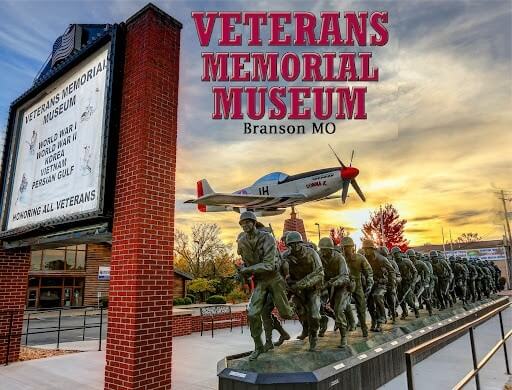 VETERANS
MEMORIAL
MUSEUM
Branson MO
VETERANS MEMORIAL
MUSEUM
WORLD WAR I
WORLD WAR II
KOREA
VIETNAM
PERSIAN GULF
HONORING ALL VETERANS
IH